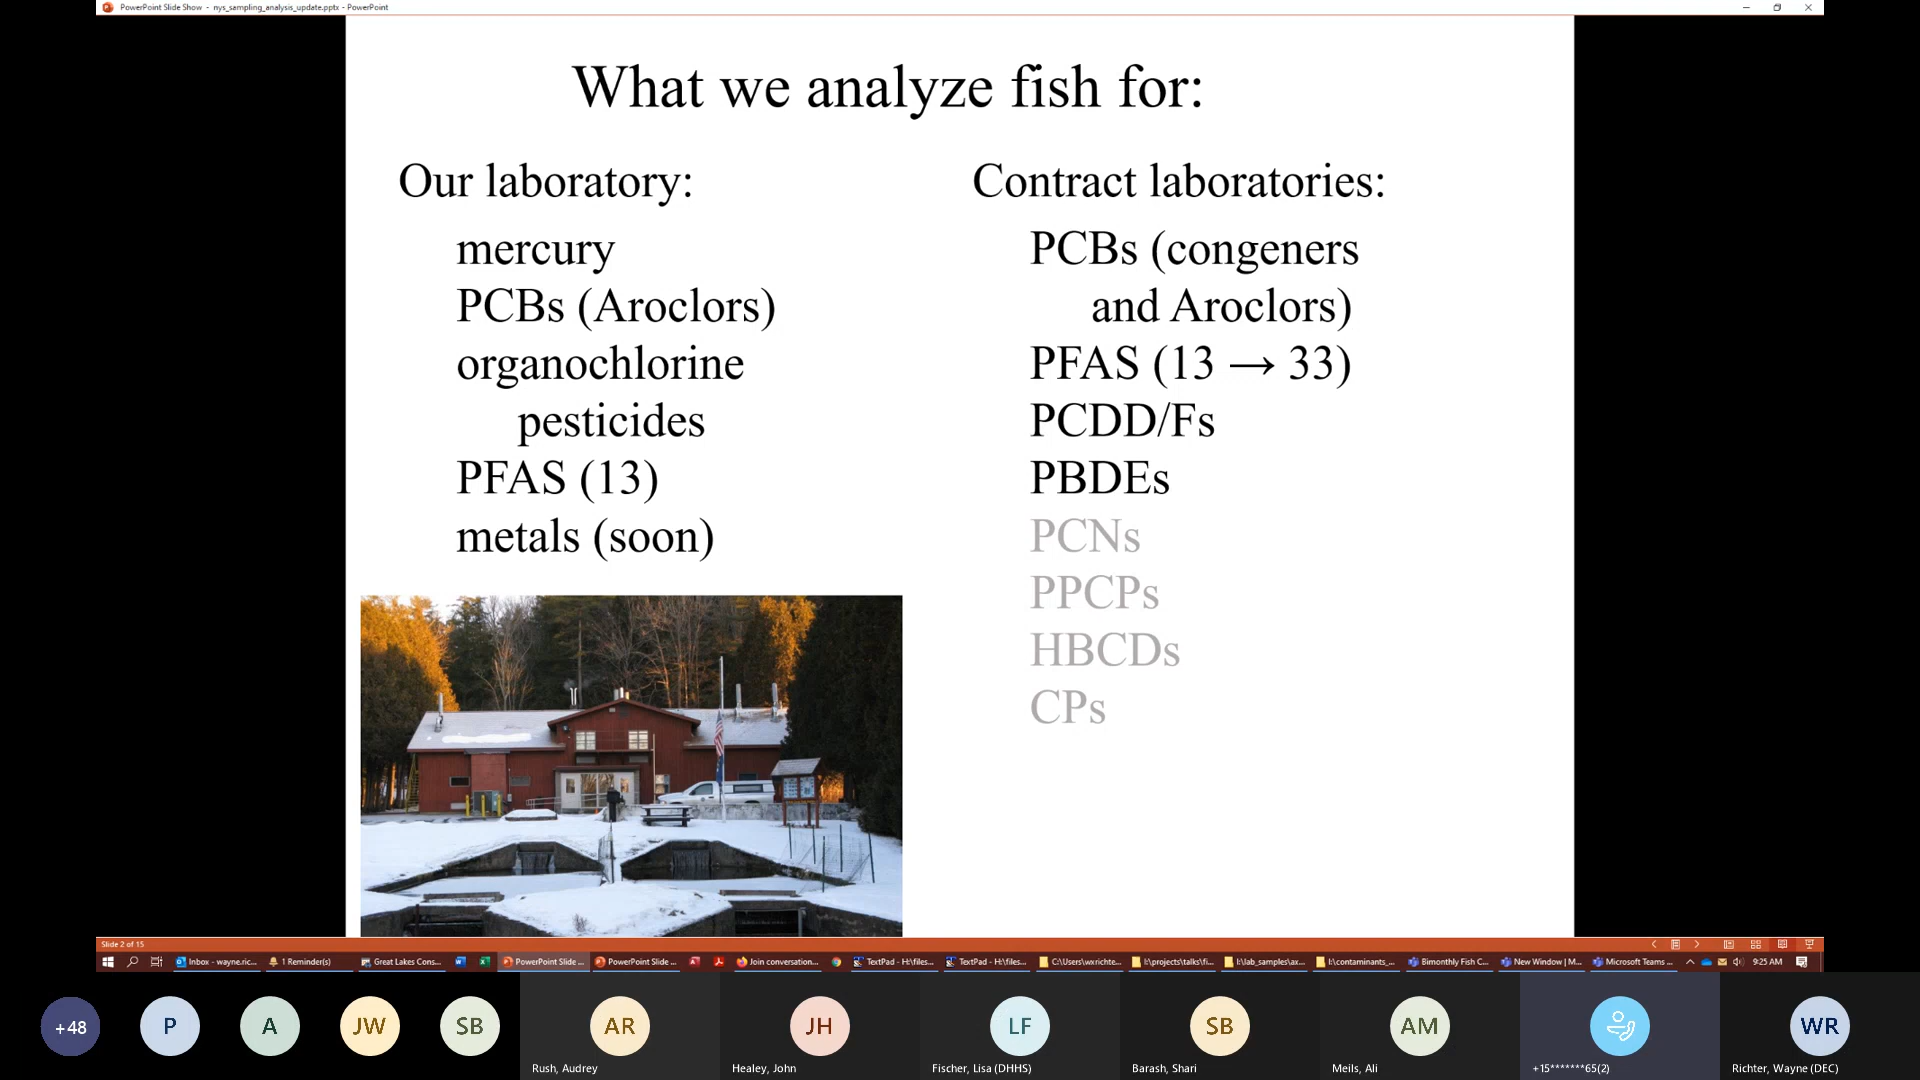 PowerPoint Slide Show - nys_sampling_analysis_update.pptx - PowerPoint
What we analyze fish for:
Our laboratory:
mercury
PCBs (Aroclors)
organochlorine
pesticides
PFAS (13)
metals (soon)
Contract laboratories:
PCBs (congeners
and Aroclors)
PFAS (13 → 33)
PCDD/Fs
PBDEs
PCNs
PPCPs
HBCDs
CPs
Slide 2 of 15
Inbox - wayne.ric...
1 Reminder(s)
Great Lakes Cons...
PowerPoint Slide ...
PowerPoint Slide ...
Join conversation...
TextPad - H:\files...
TextPad - H:\files...
C:\Users\wxrichte...
I:\projects\talks\fi...
I:\lab_samples\ax...
I:\contaminants_...
Bimonthly Fish C...
New Window | M...
Microsoft Teams ...
9:25 AM
+48
P
A
JW
SB
AR
JH
LF
SB
AM
WR
Rush, Audrey
Healey, John
Fischer, Lisa (DHHS)
Barash, Shari
Meils, Ali
+15*******65(2)
Richter, Wayne (DEC)